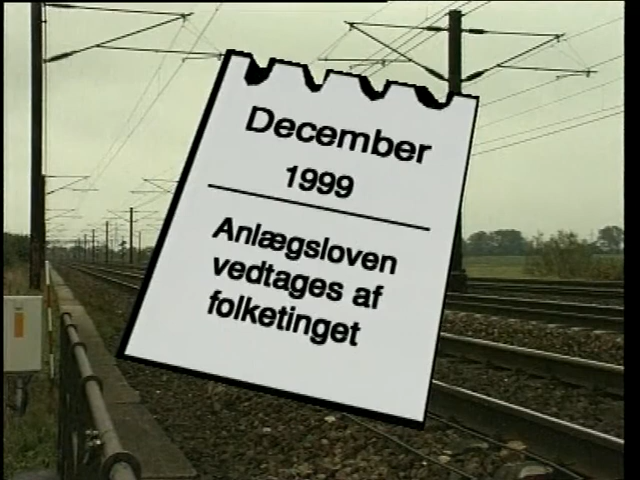 December
1999
Anlægsloven
vedtages af
folketinget